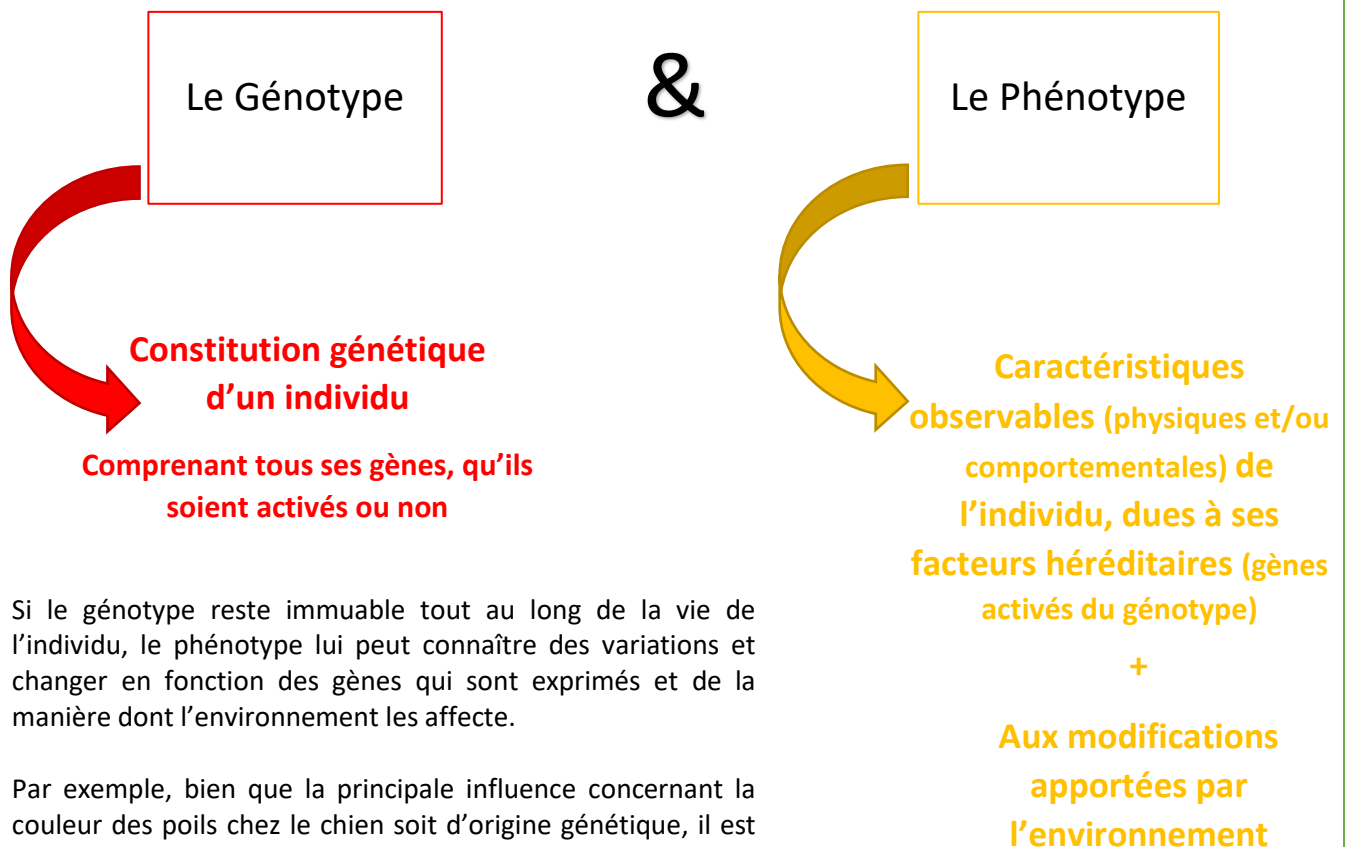 Le Génotype
&
Le Phénotype
Constitution génétique
d’un individu
Comprenant tous ses gènes, qu’ils
soient activés ou non
Caractéristiques
observables (physiques et/ou
comportementales) de
l’individu, dues à ses
facteurs héréditaires (gènes
activés du génotype)
+
Aux modifications
apportées par
l’environnement
Si le génotype reste immuable tout au long de la vie de
l’individu, le phénotype lui peut connaître des variations et
changer en fonction des gènes qui sont exprimés et de la
manière dont l’environnement les affecte.
Par exemple, bien que la principale influence concernant la
couleur des poils chez le chien soit d’origine génétique, il est